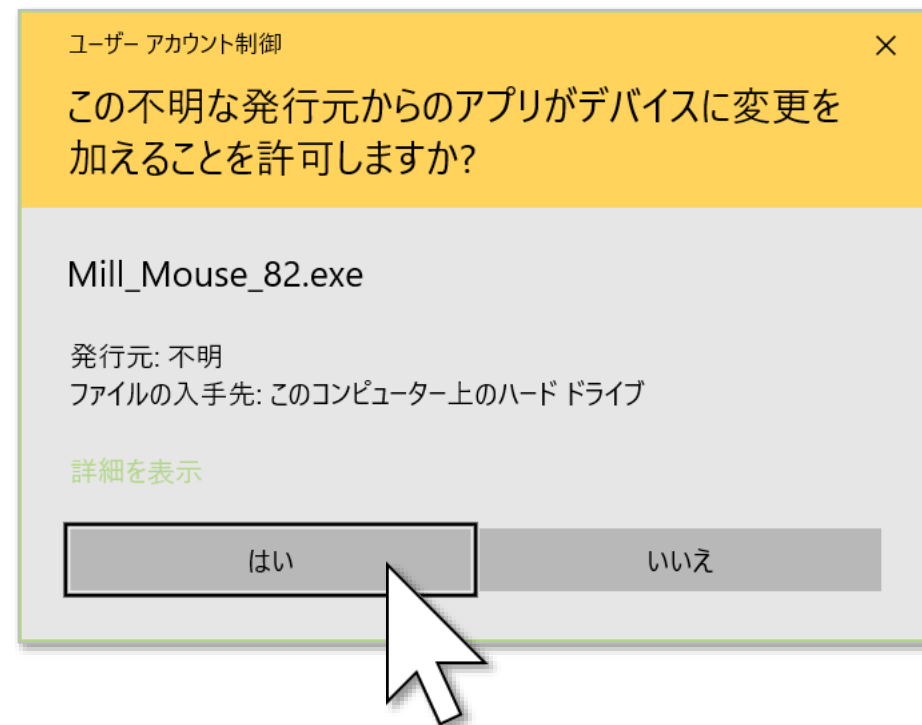 ユーザー アカウント制御
この不明な発行元からのアプリがデバイスに変更を
加えることを許可しますか?
Mill_Mouse_82.exe
発行元: 不明
ファイルの入手先: このコンピューター上のハード ドライブ
詳細を表示
はい
いいえ